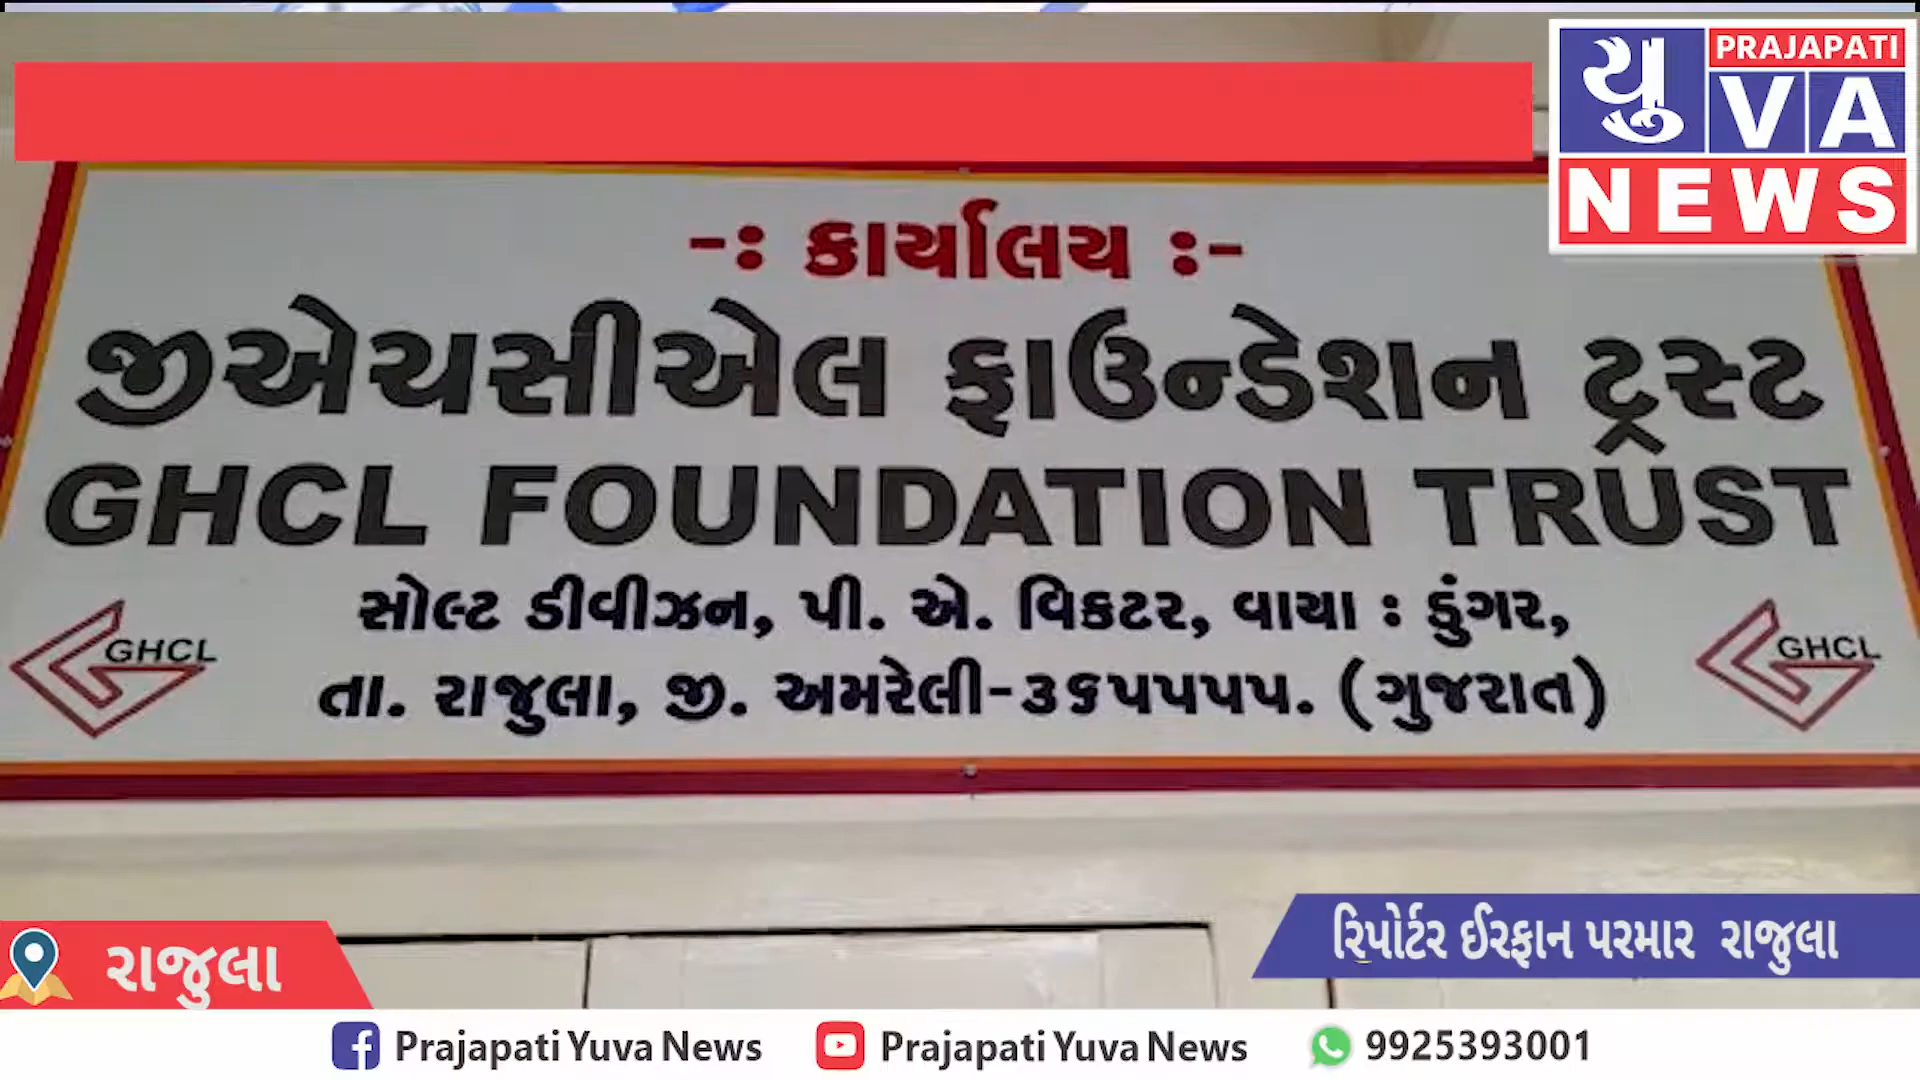 યુ PRAJAPATI
VA
NEWS
-: કાર્યાલય :-
જીએચસીએલ ફાઉન્ડેશન ટ્રસ્ટ
GHCL FOUNDATION TRUST
સોલ્ટ ડીવીઝન, પી. એ. વિકટર, વાયા : ડુંગર,
GHCL
GHCL
તા. રાજુલા, જી. અમરેલી-૩૬૫૫૫૫. (ગુજરાત)
રિપોર્ટર ઈરફાન પરમાર રાજુલા
રાજુલા
Prajapati Yuva News Prajapati Yuva News 9925393001